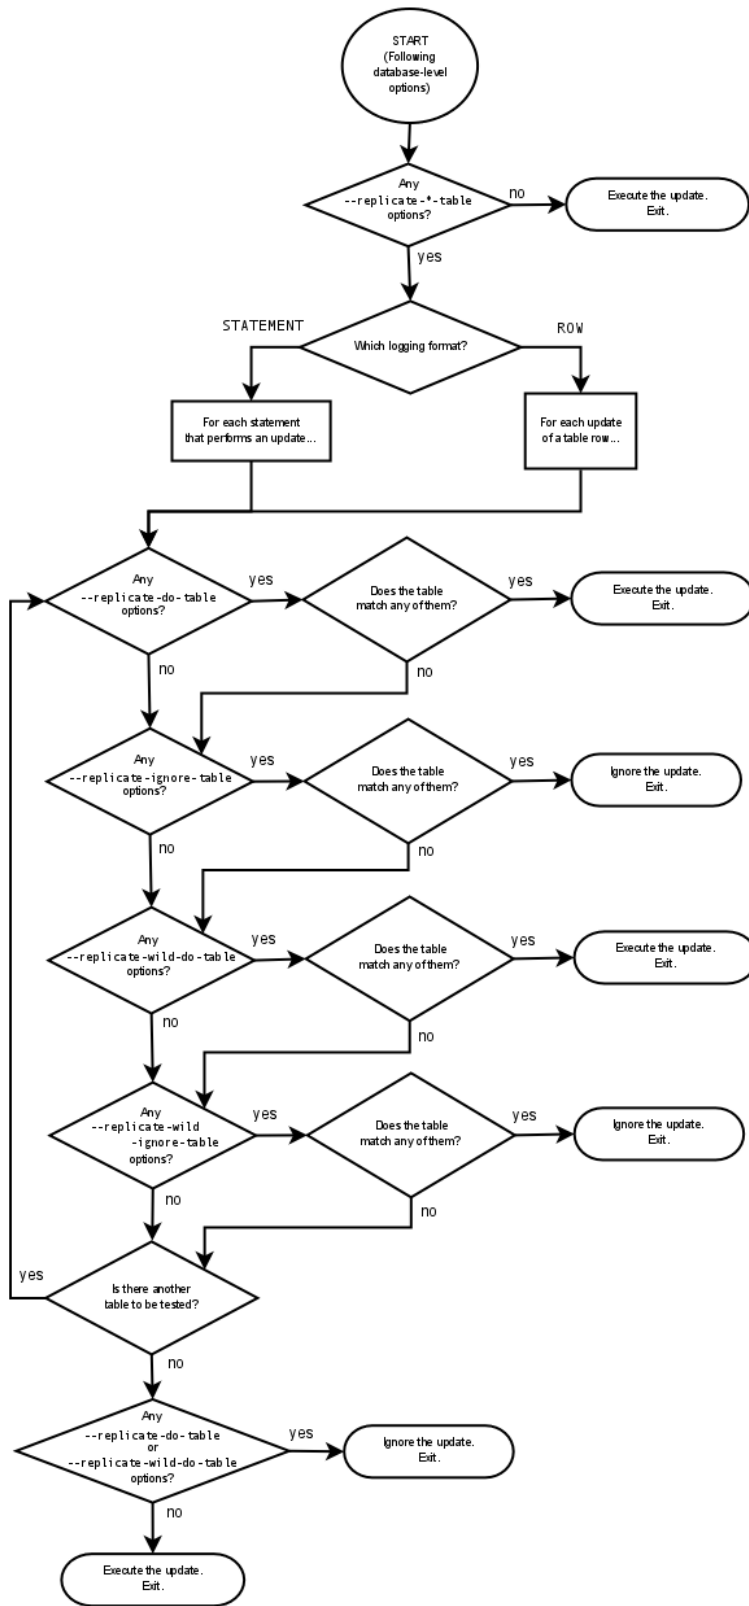 START
(Following
database-level
options)
Any
--replicate-*-table
options?
no
Execute the update.
Exit.
yes
STATEMENT
Which logging format?
ROW
For each statement
that performs an update...
For each update
of a table row...
Any
--replicate-do-table
options?
yes
Does the table
match any of them?
yes
Execute the update.
Exit.
no
no
Any
--replicate-ignore-table
options?
yes
Does the table
match any of them?
yes
Ignore the update.
Exit.
no
no
Any
--replicate-wild-do-table
options?
yes
Does the table
match any of them?
yes
Execute the update.
Exit.
no
no
Any
--replicate-wild
-ignore-table
options?
yes
Does the table
match any of them?
yes
Ignore the update.
Exit.
no
no
yes
Is there another
table to be tested?
no
Any
--replicate-do-table
or
--replicate-wild-do-table
options?
yes
Ignore the update.
Exit.
no
Execute the update.
Exit.